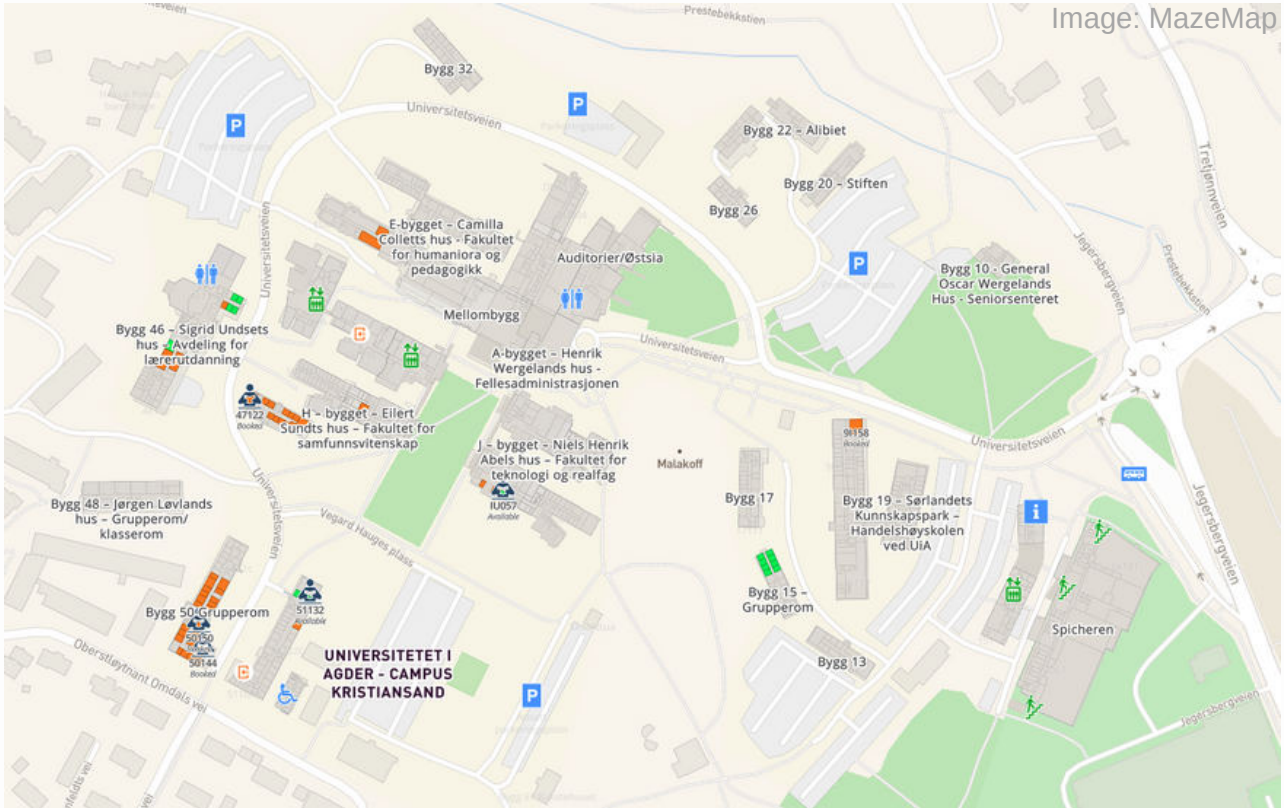 Image: MazeMap
Prestebekkstien
Bygg 32
Universitetsveien
P
P
Bygg 22 – Alibiet
Tretjønnveien
Bygg 20 – Stiften
Bygg 26
E-bygget – Camilla
Colletts hus - Fakultet
for humaniora og
pedagogikk
Universitetsveien
Jegersbergveien
Auditorier/Østsia
P
Bygg 10 - General
Oscar Wergelands
Hus - Seniorsenteret
Prestebekkstien
Mellombygg
Bygg 46 – Sigrid Undsets
hus – Avdeling for
lærerutdanning
Universitetsveien
A-bygget – Henrik
Wergelands hus -
Fellesadministrasjonen
47122
Booked
H – bygget – Eilert
Sundts hus – Fakultet for
samfunnsvitenskap
9I158
Booked
Universitetsveien
J – bygget – Niels Henrik
Abels hus – Fakultet for
teknologi og realfag
Malakoff
IU057
Available
Bygg 48 – Jørgen Løvlands
hus – Grupperom/
klasserom
Universitetsveien
Vegard Hauges plass
Bygg 17
Bygg 19 – Sørlandets
Kunnskapspark –
Handelshøyskolen
ved UiA
i
Jegersbergveien
Bygg 50 Grupperom
51132
Available
50150
50144
Booked
Bygg 15 –
Grupperom
Spicheren
Oberstløytnant Omdals vei
UNIVERSITETET I
AGDER – CAMPUS
KRISTIANSAND
Bygg 13
P
Jegersbergveien